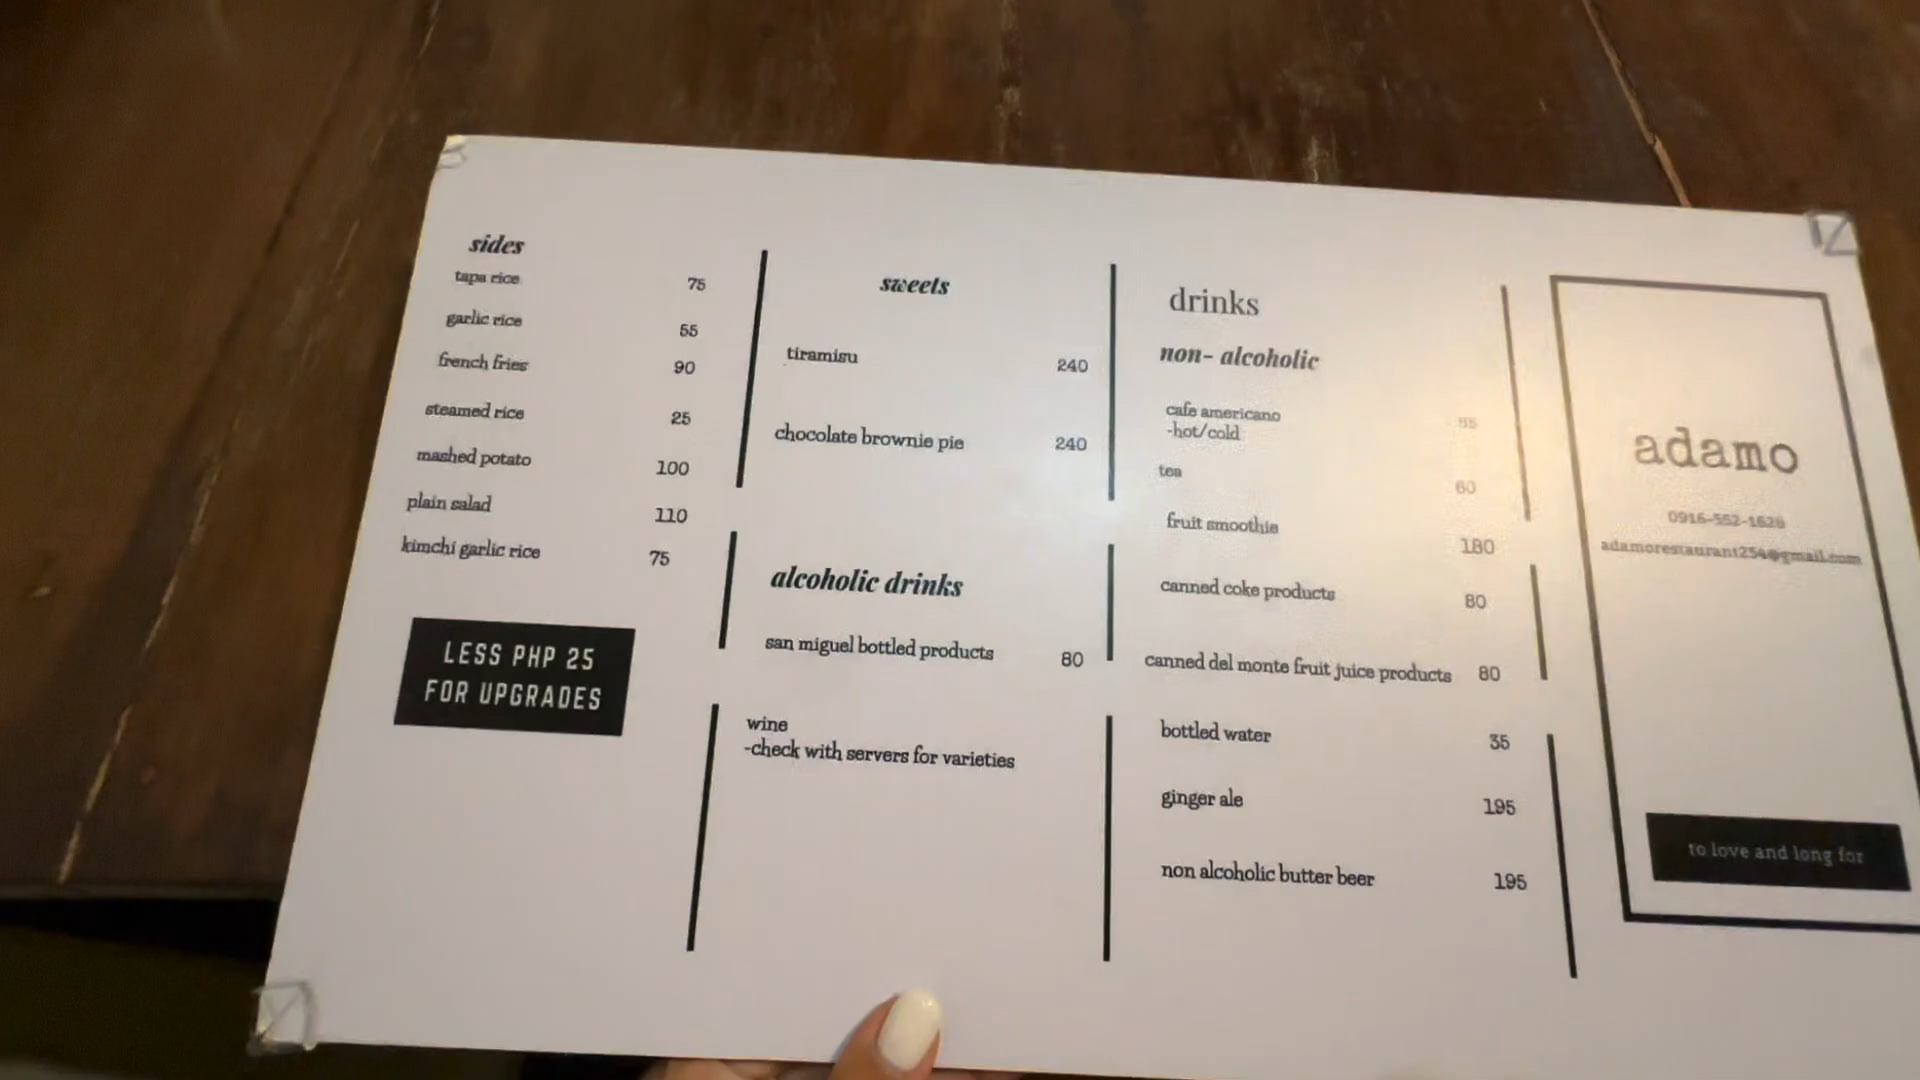 sides
tapa rice 75
garlic rice 55
french fries 90
steamed rice 25
mashed potato 100
plain salad 110
kimchi garlic rice 75
LESS PHP 25
FOR UPGRADES
sweets
tiramisu 240
chocolate brownie pie 240
alcoholic drinks
san miguel bottled products 80
wine
-check with servers for varieties
drinks
non- alcoholic
cafe americano
-hot/cold
tea 60
fruit smoothie 180
canned coke products 80
canned del monte fruit juice products 80
bottled water 35
ginger ale 195
non alcoholic butter beer 195
adamo
0916-552-1628
adamorestaurant254@gmail.com
to love and long for